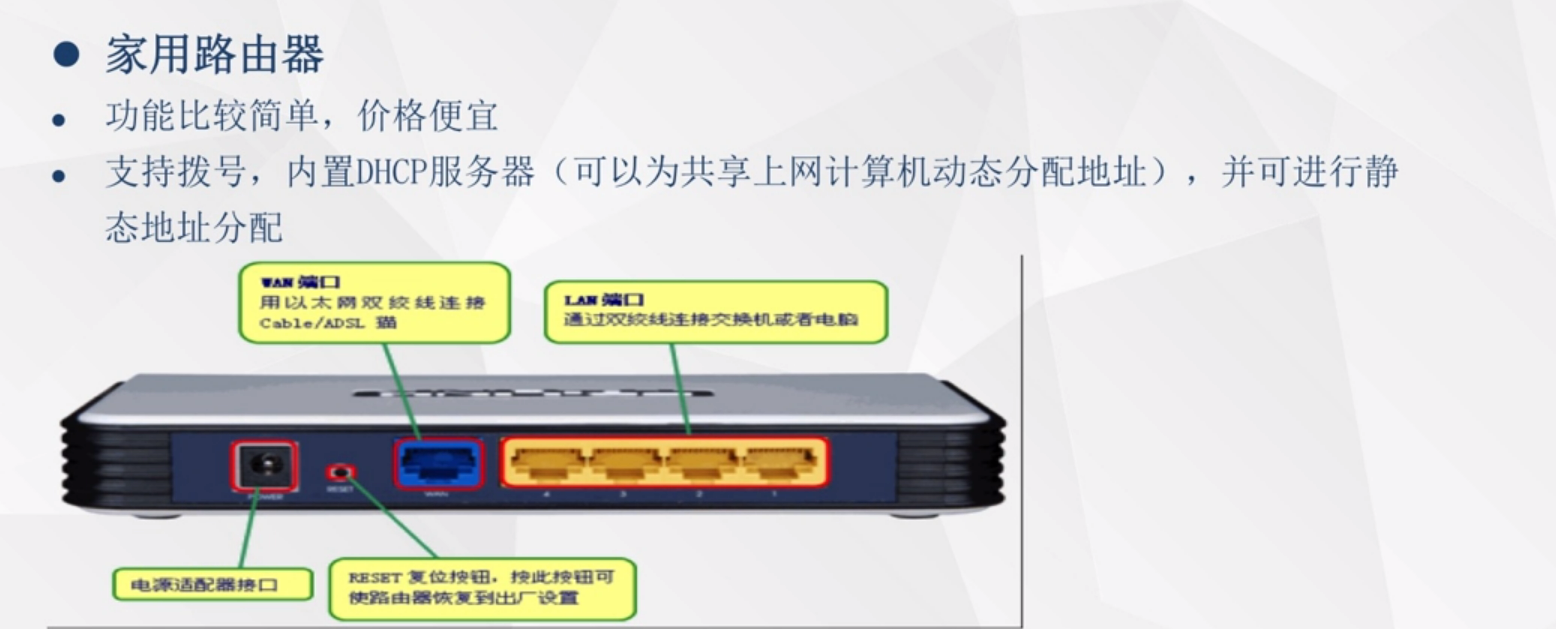 家用路由器
功能比较简单，价格便宜
支持拨号，内置DHCP服务器（可以为共享上网计算机动态分配地址），并可进行静
态地址分配
WAN 端口
用以太网双绞线连接
Cable/ADSL 猫
LAN 端口
通过双绞线连接交换机或者电脑
POWER
RESET
WAN
4 3 2 1
电源适配器接口
RESET 复位按钮，按此按钮可
使路由器恢复到出厂设置